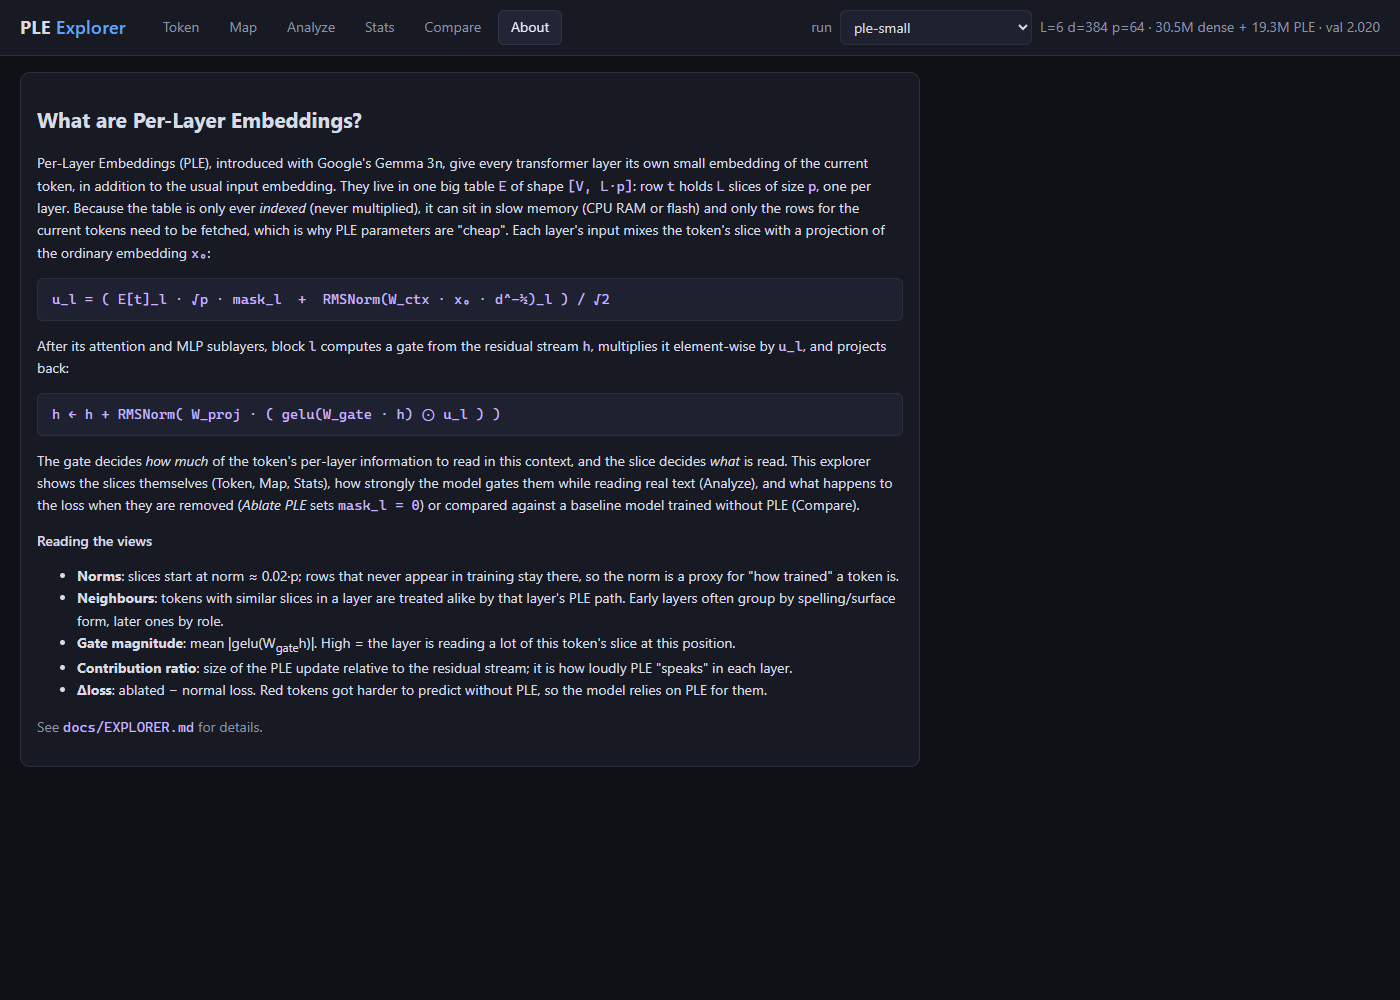 PLE Explorer Token Map Analyze Stats Compare About run ple-small L=6 d=384 p=64 · 30.5M dense + 19.3M PLE · val 2.020
What are Per-Layer Embeddings?
Per-Layer Embeddings (PLE), introduced with Google's Gemma 3n, give every transformer layer its own small embedding of the current
token, in addition to the usual input embedding. They live in one big table E of shape [V, L·p]: row t holds L slices of size p, one per
layer. Because the table is only ever indexed (never multiplied), it can sit in slow memory (CPU RAM or flash) and only the rows for the
current tokens need to be fetched, which is why PLE parameters are "cheap". Each layer's input mixes the token's slice with a projection of
the ordinary embedding x₀:
u_l = ( E[t]_l · √p · mask_l + RMSNorm(W_ctx · x₀ · d^−½)_l ) / √2
After its attention and MLP sublayers, block l computes a gate from the residual stream h, multiplies it element-wise by u_l, and projects
back:
h ← h + RMSNorm( W_proj · ( gelu(W_gate · h) ⊙ u_l ) )
The gate decides how much of the token's per-layer information to read in this context, and the slice decides what is read. This explorer
shows the slices themselves (Token, Map, Stats), how strongly the model gates them while reading real text (Analyze), and what happens to
the loss when they are removed (Ablate PLE sets mask_l = 0) or compared against a baseline model trained without PLE (Compare).
Reading the views
• Norms: slices start at norm ≈ 0.02·p; rows that never appear in training stay there, so the norm is a proxy for "how trained" a token is.
• Neighbours: tokens with similar slices in a layer are treated alike by that layer's PLE path. Early layers often group by spelling/surface
form, later ones by role.
• Gate magnitude: mean |gelu(W_gate h)|. High = the layer is reading a lot of this token's slice at this position.
• Contribution ratio: size of the PLE update relative to the residual stream; it is how loudly PLE "speaks" in each layer.
• Δloss: ablated − normal loss. Red tokens got harder to predict without PLE, so the model relies on PLE for them.
See docs/EXPLORER.md for details.